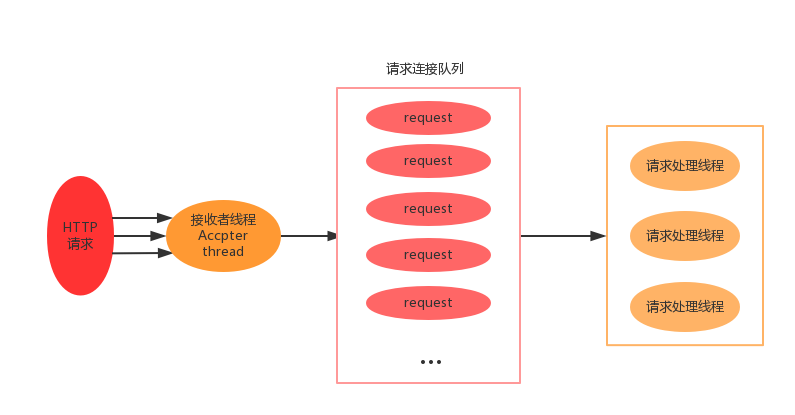 请求连接队列
HTTP
请求
接收者线程
Accpter
thread
request
request
request
request
request
...
请求处理线程
请求处理线程
请求处理线程